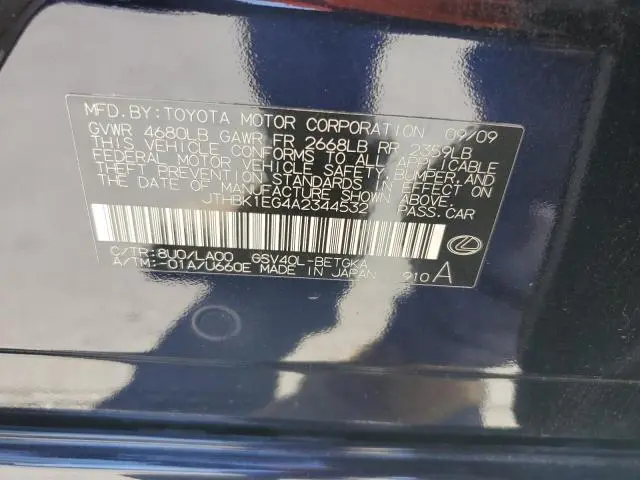 MFD. BY: TOYOTA MOTOR CORPORATION 09/09
GVWR 4680LB GAWR FR 2668LB RR 2359LB
THIS VEHICLE CONFORMS TO ALL APPLICABLE
FEDERAL MOTOR VEHICLE SAFETY, BUMPER, AND
THEFT PREVENTION STANDARDS IN EFFECT ON
THE DATE OF MANUFACTURE SHOWN ABOVE.
JTHBK1EG4A2344532 PASS. CAR
C/TR: 8U0/LA00 GSV40L-BETGKA
A/TM: -01A/U660E MADE IN JAPAN 910 A